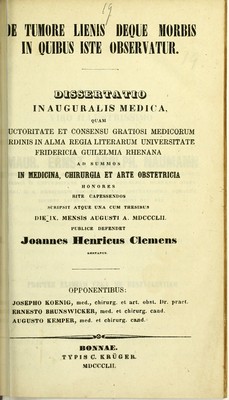 19
DE TUMORE LIENIS DEQUE MORBIS
IN QUIBUS ISTE OBSERVATUR.
DISSERTATIO
INAUGURALIS MEDICA,
QUAM
UCTORITATE ET CONSENSU GRATIOSI MEDICORUM
RDINIS IN ALMA REGIA LITERARUM UNIVERSITATE
FRIDERICIA GUILELMIA RHENANA
AD SUMMOS
IN MEDICINA, CHIRURGIA ET ARTE OBSTETRICIA
HONORES
RITE CAPESSENDOS
SCRIPSIT ATQUE UNA CUM THESIBUS
DIE IX. MENSIS AUGUSTI A. MDCCCLII.
PUBLICE DEFENDET
Joannes Henricus Clemens
OPPONENTIBUS:
JOSEPHO KOENIG, med., chirurg. et art. obst. Dr. pract.
ERNESTO BRUNSWICKER, med. et chirurg. cand.
AUGUSTO KEMPER, med. et chirurg. cand.
BONNAE.
TYPIS C. KRÜGER.
MDCCCLII.